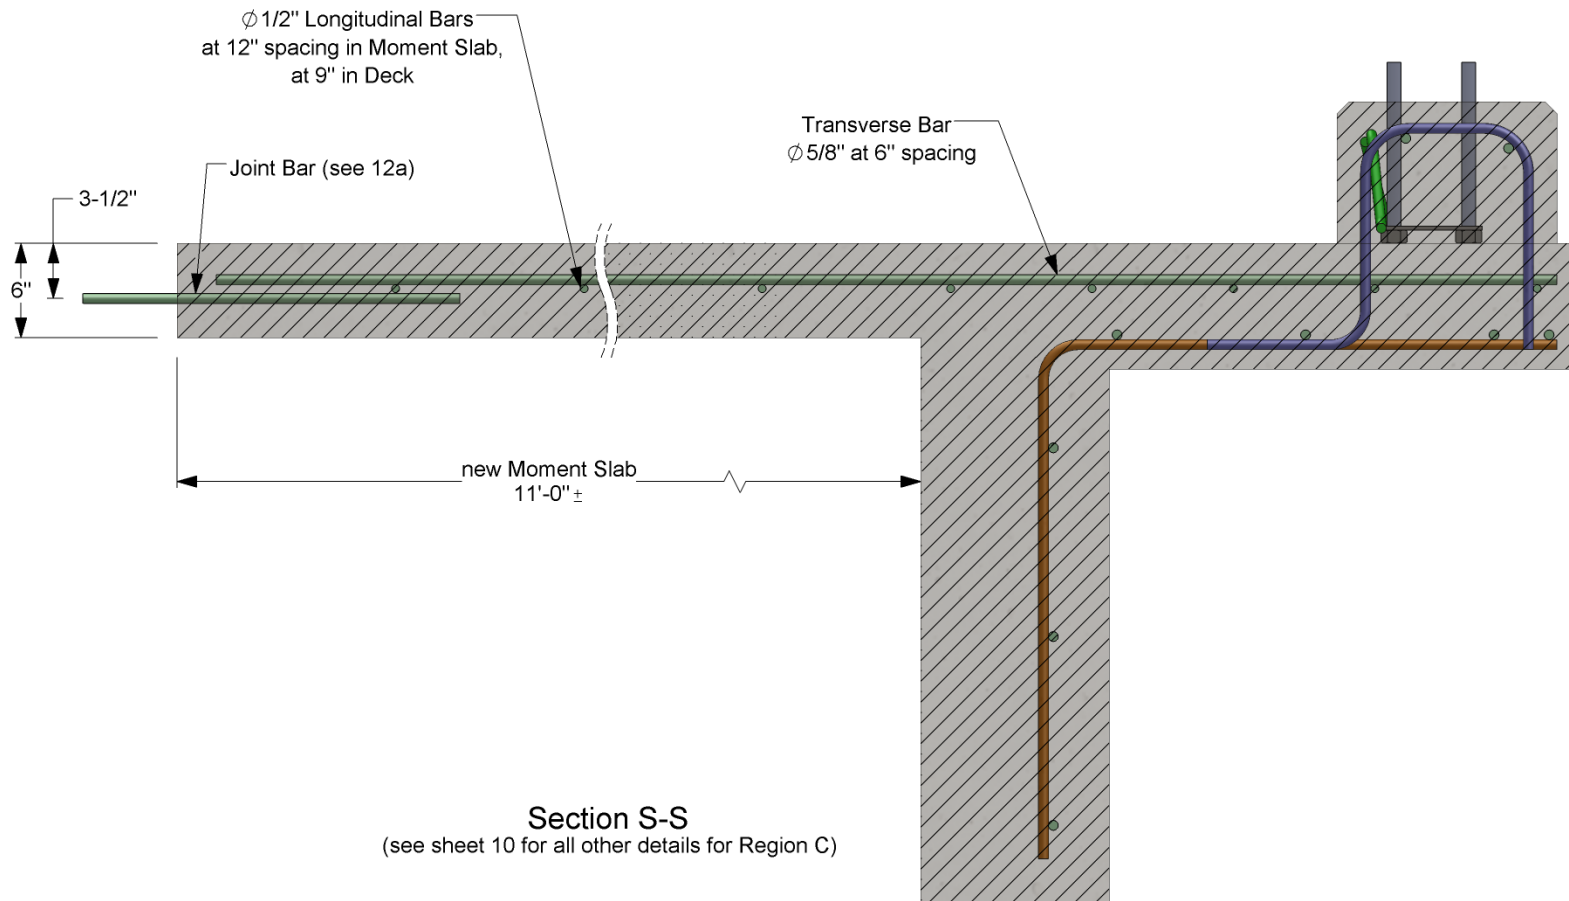 Ø 1/2" Longitudinal Bars
at 12" spacing in Moment Slab,
at 9" in Deck
Transverse Bar
Ø 5/8" at 6" spacing
Joint Bar (see 12a)
3-1/2"
6"
new Moment Slab
11'-0" ±
Section S-S
(see sheet 10 for all other details for Region C)